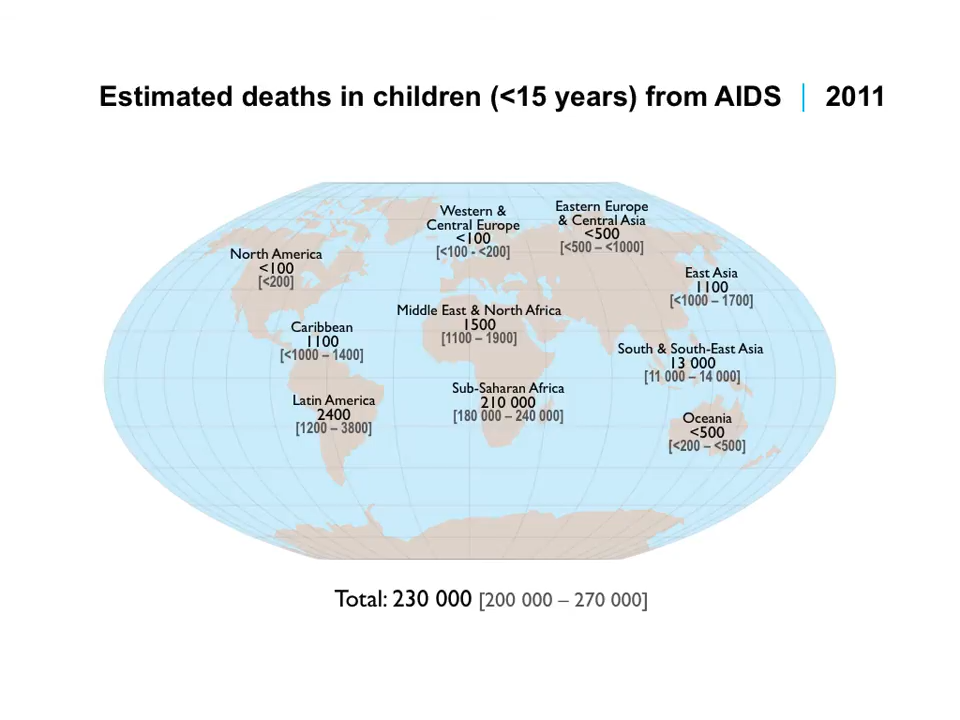 Estimated deaths in children (<15 years) from AIDS | 2011
Western &
Central Europe
<100
[<100 - <200]
Eastern Europe
& Central Asia
<500
[<500 – <1000]
North America
<100
[<200]
East Asia
1100
[<1000 – 1700]
Middle East & North Africa
1500
[1100 – 1900]
Caribbean
1100
[<1000 – 1400]
South & South-East Asia
13 000
[11 000 – 14 000]
Sub-Saharan Africa
210 000
[180 000 – 240 000]
Latin America
2400
[1200 – 3800]
Oceania
<500
[<200 – <500]
Total: 230 000 [200 000 – 270 000]